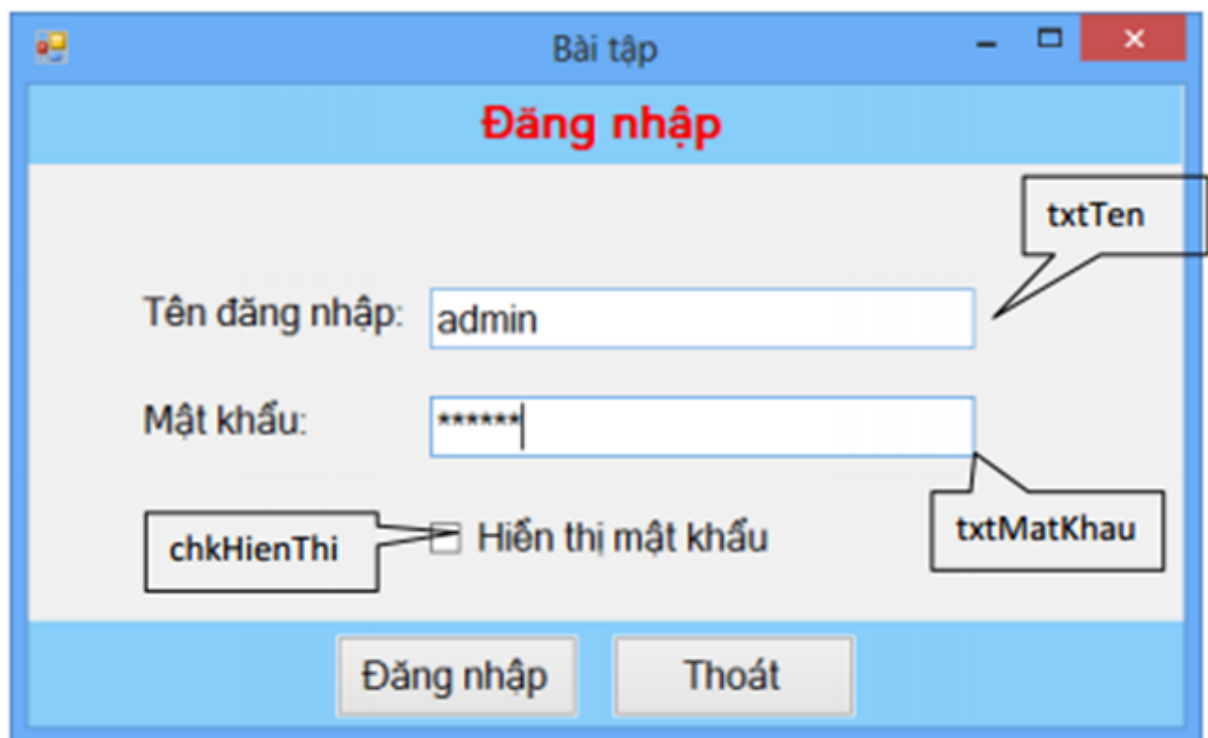 Bài tập
Đăng nhập
txtTen
Tên đăng nhập: admin
Mật khẩu: ******
txtMatKhau
chkHienThi
Hiển thị mật khẩu
Đăng nhập
Thoát